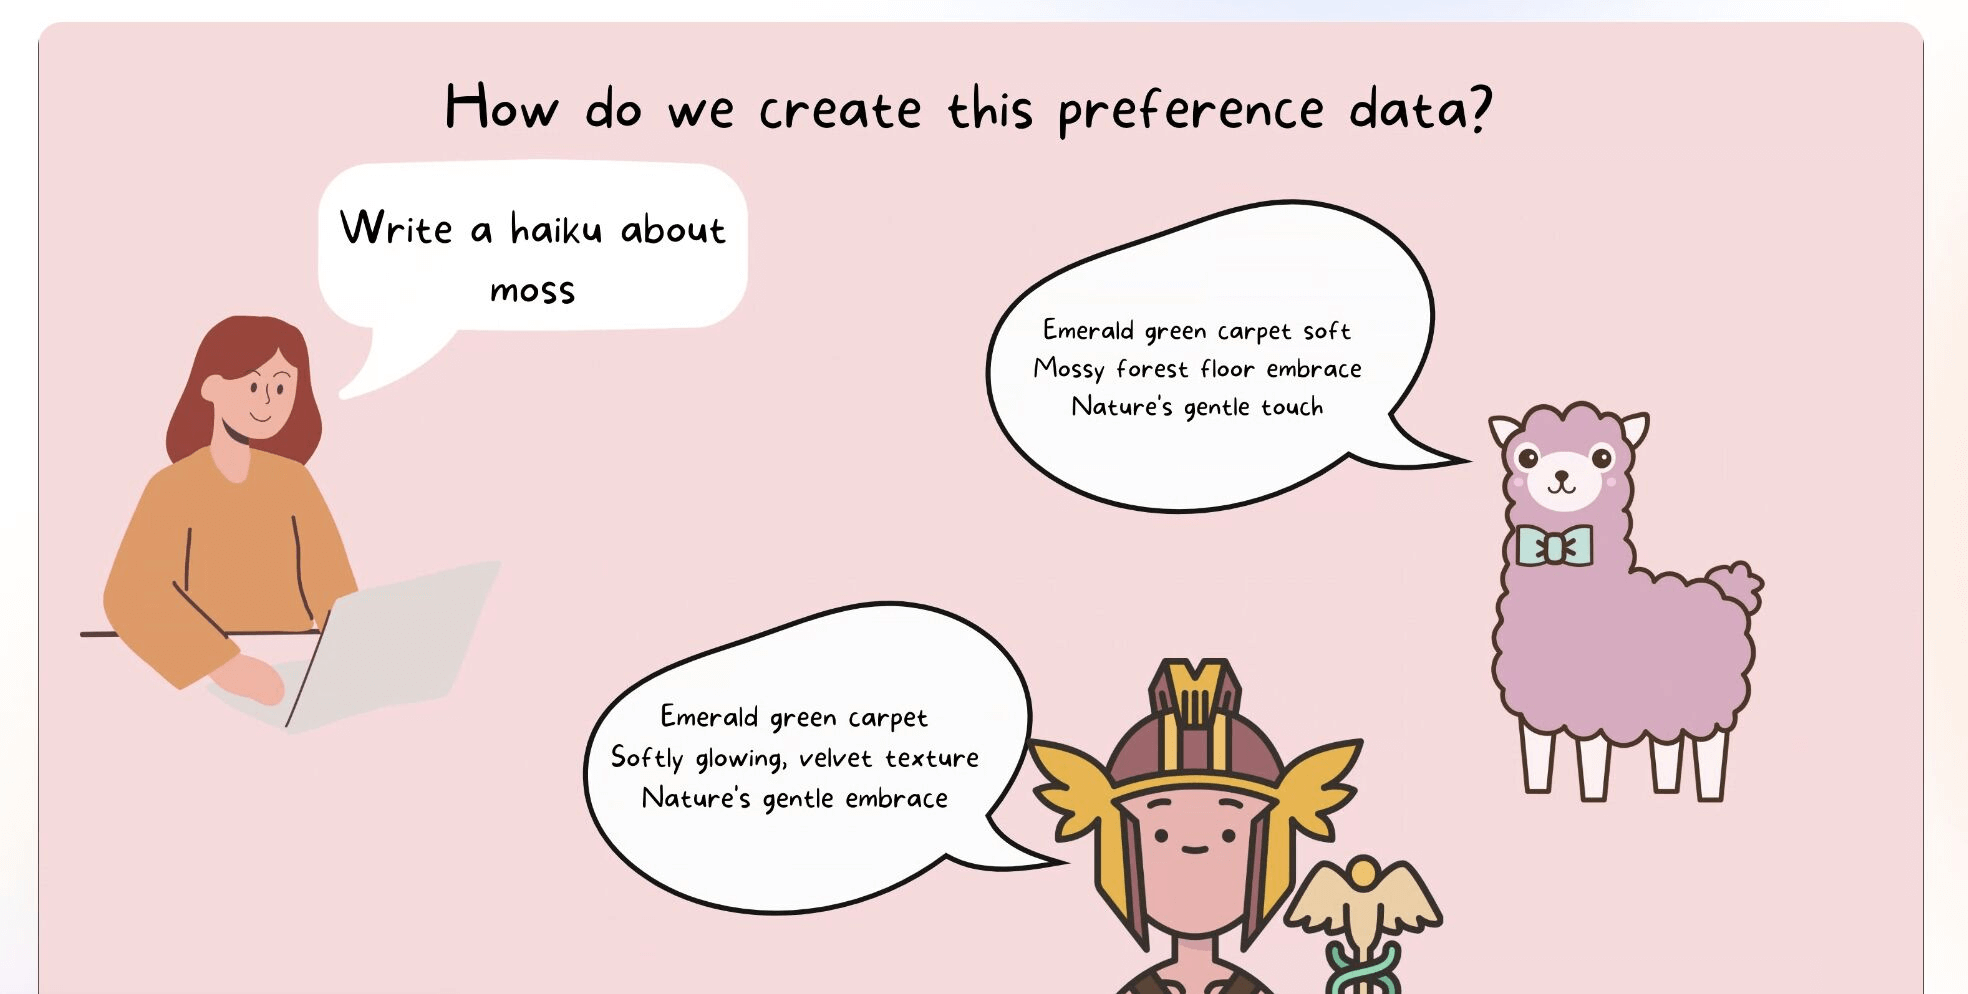 How do we create this preference data?
Write a haiku about
moss
Emerald green carpet soft
Mossy forest floor embrace
Nature's gentle touch
Emerald green carpet
Softly glowing, velvet texture
Nature's gentle embrace